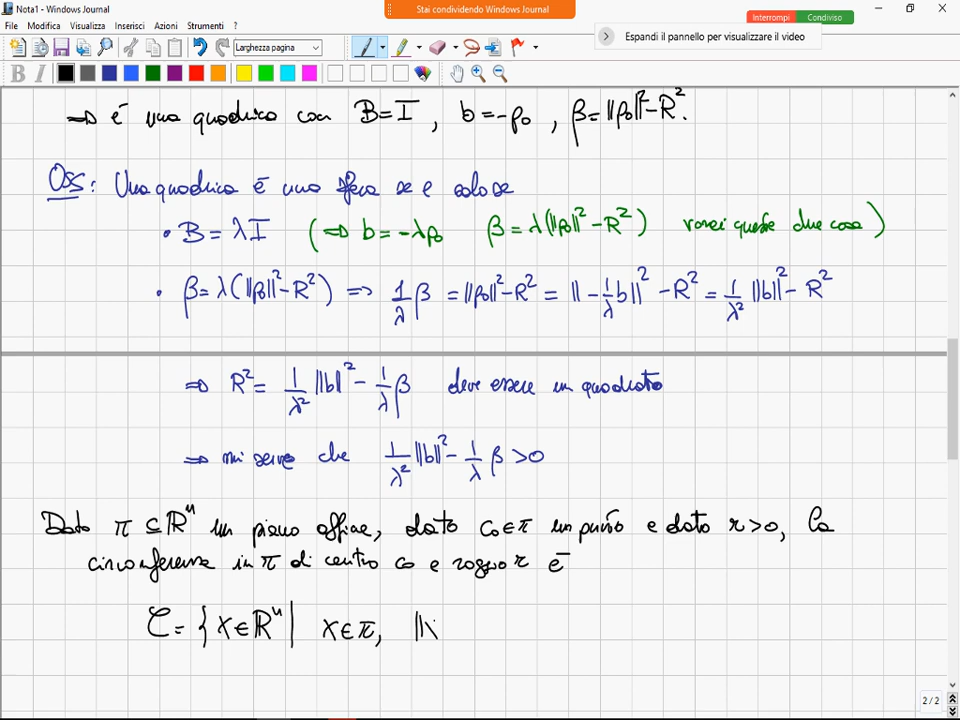 Nota1 - Windows Journal
Stai condividendo Windows Journal
Interrompi Condiviso
File Modifica Visualizza Inserisci Azioni Strumenti ?
Espandi il pannello per visualizzare il video
Larghezza pagina
B I
⇒ è una quadrica con B=I, b=-p₀, β=‖p₀‖²-R².
Oss: Una quadrica è una sfera se e solo se
• B=λI (⇒ b=-λp₀ β=λ(‖p₀‖²-R²) vorrei queste due cose)
• β=λ(‖p₀‖²-R²) ⇒ 1/λ β = ‖p₀‖²-R² = ‖-1/λ b‖²-R² = 1/λ² ‖b‖²-R²
⇒ R² = 1/λ² ‖b‖² - 1/λ β deve essere un quadrato
⇒ mi serve che 1/λ² ‖b‖² - 1/λ β >0
Dato π ⊆ ℝⁿ un piano affine, dato c₀∈π un punto e dato r>0, la
circonferenza in π di centro c₀ e raggio r è
C = { X∈ℝⁿ | X∈π, ‖X
2 / 2